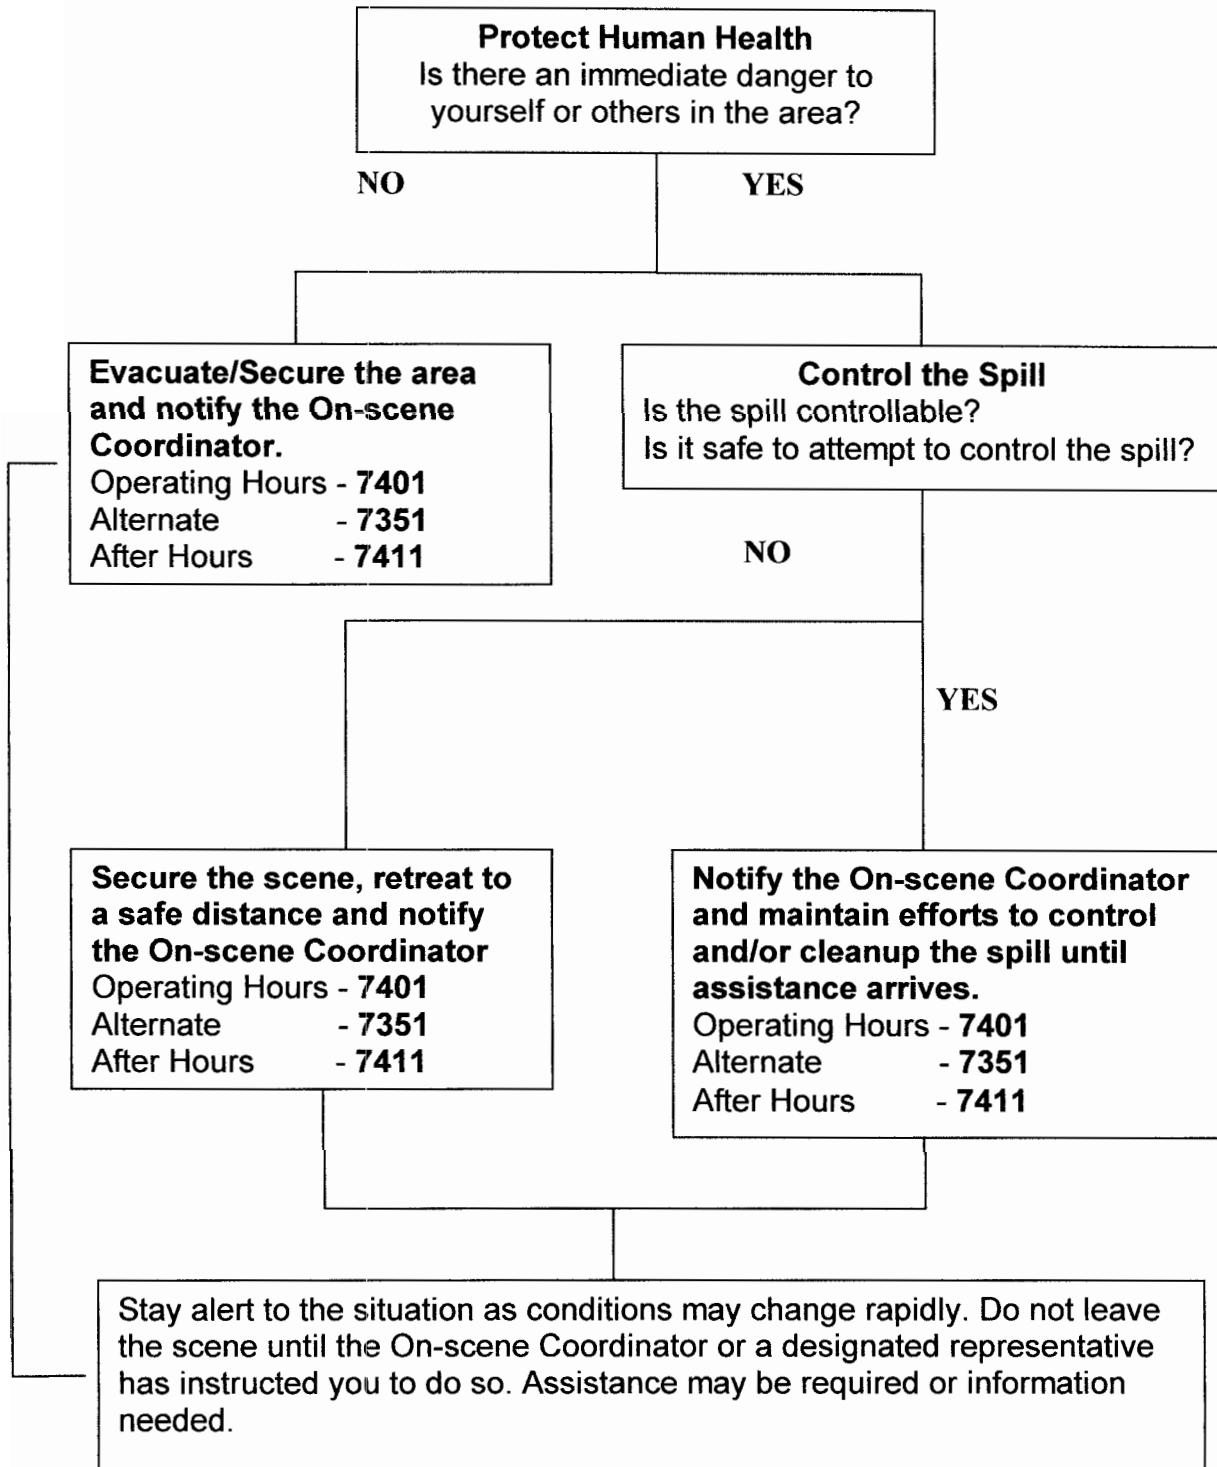 Protect Human Health
Is there an immediate danger to
yourself or others in the area?
NO
YES
Evacuate/Secure the area
and notify the On-scene
Coordinator.
Operating Hours - 7401
Alternate - 7351
After Hours - 7411
Control the Spill
Is the spill controllable?
Is it safe to attempt to control the spill?
NO
YES
Secure the scene, retreat to
a safe distance and notify
the On-scene Coordinator
Operating Hours - 7401
Alternate - 7351
After Hours - 7411
Notify the On-scene Coordinator
and maintain efforts to control
and/or cleanup the spill until
assistance arrives.
Operating Hours - 7401
Alternate - 7351
After Hours - 7411
Stay alert to the situation as conditions may change rapidly. Do not leave
the scene until the On-scene Coordinator or a designated representative
has instructed you to do so. Assistance may be required or information
needed.